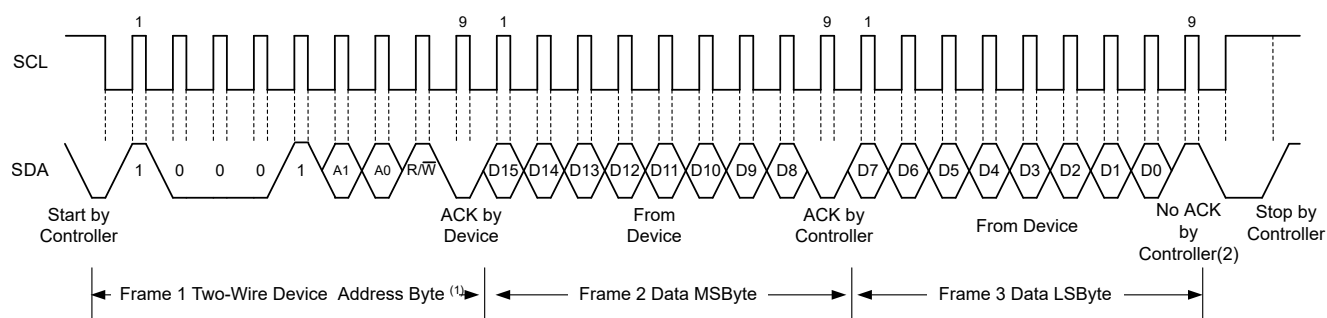 1 9 1 9 1 9
SCL
SDA 1 0 0 0 1 A1 A0 R/W̅ D15 D14 D13 D12 D11 D10 D9 D8 D7 D6 D5 D4 D3 D2 D1 D0
Start by
Controller
ACK by
Device
From
Device
ACK by
Controller
From Device
No ACK
by
Controller(2)
Stop by
Controller
Frame 1 Two-Wire Device Address Byte (1)
Frame 2 Data MSByte
Frame 3 Data LSByte